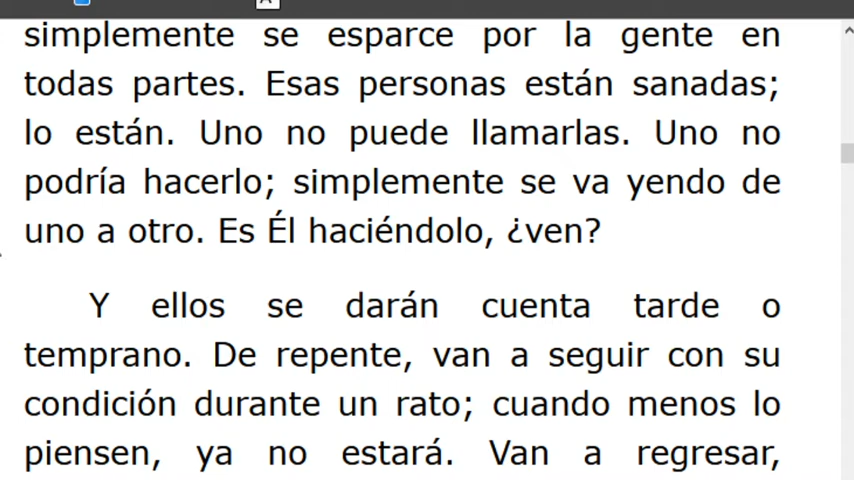 simplemente se esparce por la gente en
todas partes. Esas personas están sanadas;
lo están. Uno no puede llamarlas. Uno no
podría hacerlo; simplemente se va yendo de
uno a otro. Es Él haciéndolo, ¿ven?
Y ellos se darán cuenta tarde o
temprano. De repente, van a seguir con su
condición durante un rato; cuando menos lo
piensen, ya no estará. Van a regresar,